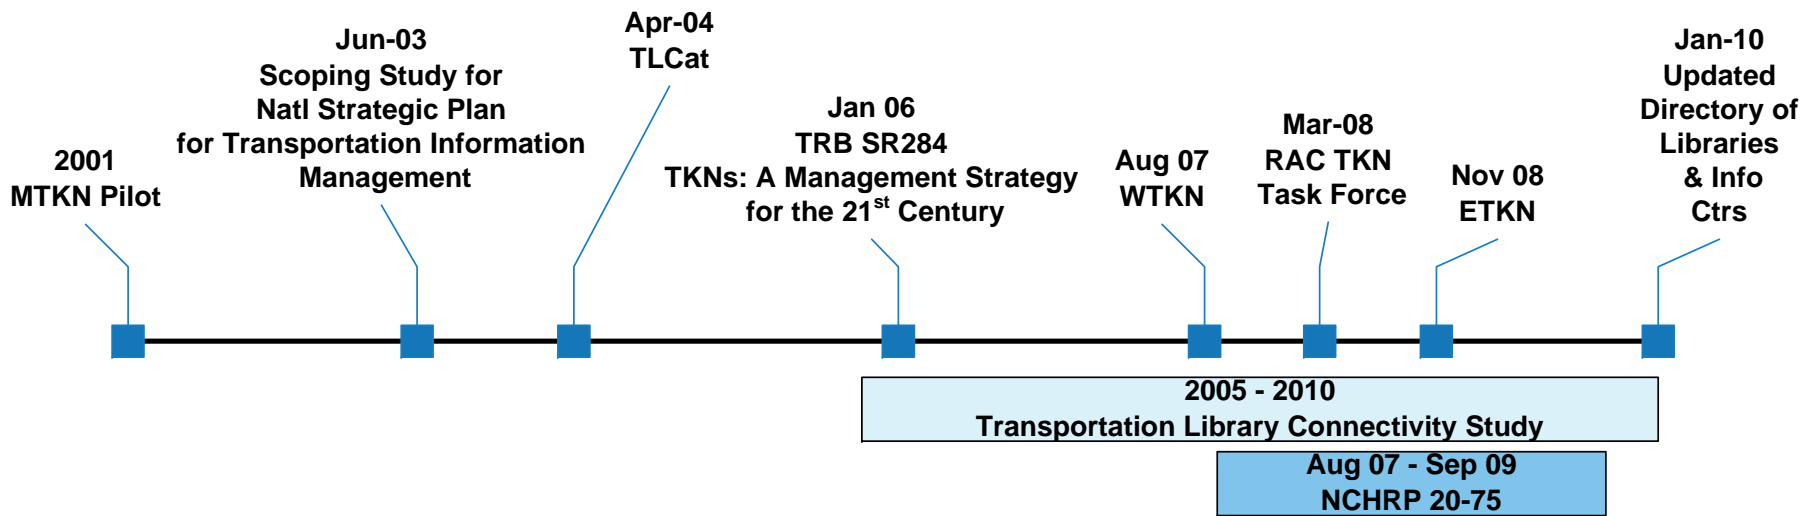 2001
MTKN Pilot
Jun-03
Scoping Study for
Natl Strategic Plan
for Transportation Information
Management
Apr-04
TLCat
Jan 06
TRB SR284
TKNs: A Management Strategy
for the 21st Century
Aug 07
WTKN
Mar-08
RAC TKN
Task Force
Nov 08
ETKN
Jan-10
Updated
Directory of
Libraries
& Info
Ctrs
2005 - 2010
Transportation Library Connectivity Study
Aug 07 - Sep 09
NCHRP 20-75